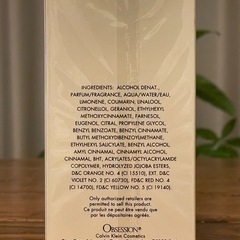 INGREDIENTS: ALCOHOL DENAT.,
PARFUM/FRAGRANCE, AQUA/WATER/EAU,
LIMONENE, COUMARIN, LINALOOL,
CITRONELLOL, GERANIOL, ETHYLHEXYL
METHOXYCINNAMATE, FARNESOL,
EUGENOL, CITRAL, PROPYLENE GLYCOL,
BENZYL BENZOATE, BENZYL CINNAMATE,
BUTYL METHOXYDIBENZOYLMETHANE,
ETHYLHEXYL SALICYLATE, BENZYL ALCOHOL,
AMYL CINNAMAL, CINNAMYL ALCOHOL,
CINNAMAL, BHT, ACRYLATES/OCTYLACRYLAMIDE
COPOLYMER, HYDROLYZED JOJOBA ESTERS,
D&C ORANGE NO. 4 (CI 15510), EXT. D&C
VIOLET NO. 2 (CI 60730), FD&C RED NO. 4
(CI 14700), FD&C YELLOW NO. 5 (CI 19140).
Only authorized retailers are
permitted to sell this product.
Ce produit ne peut être vendu que
par les dépositaires agréés.
OBSESSION®
Calvin Klein Cosmetics